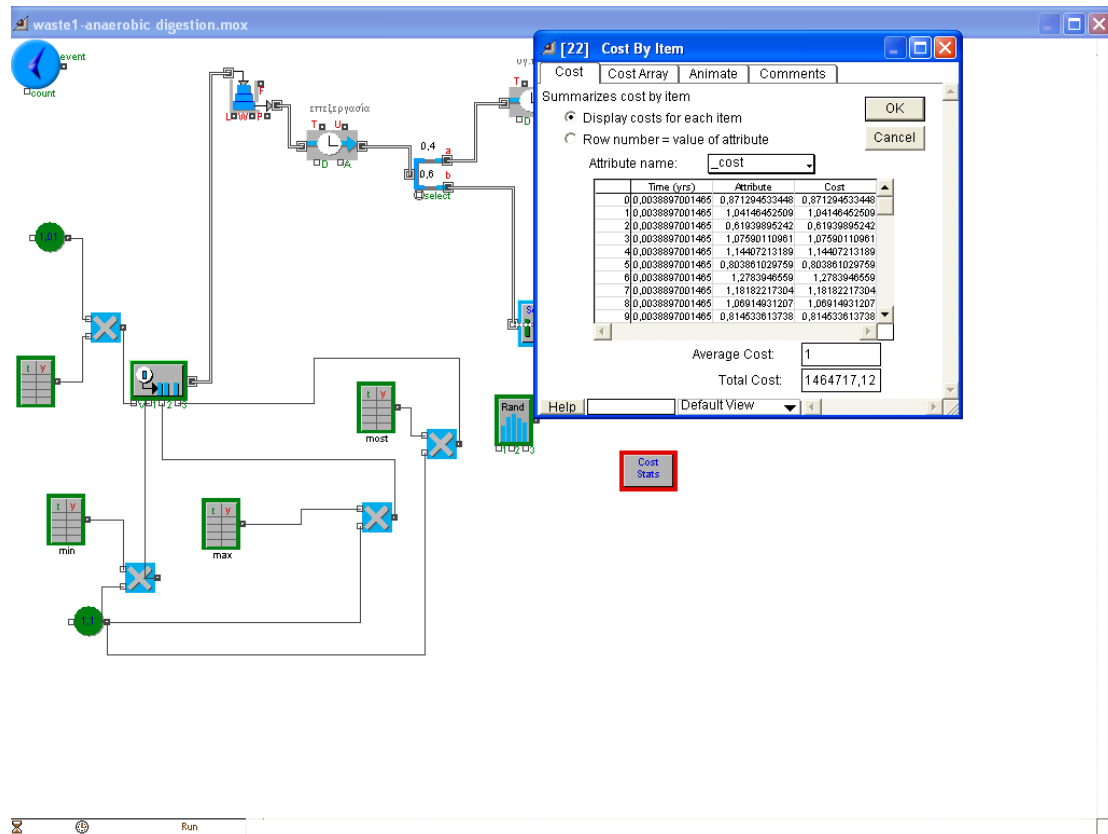 waste1-anaerobic digestion.mox
event
count
F
L W P
επεξεργασία
T U
D A
0,4
a
0,6
b
select
υγ.
T
D
1,01
t y
1 2 3
t y
most
Rand
1 2 3
Cost
Stats
t y
min
t y
max
1,1
[22] Cost By Item
Cost
Cost Array
Animate
Comments
Summarizes cost by item
OK
Display costs for each item
Cancel
Row number = value of attribute
Attribute name: _cost
Time (yrs) Attribute Cost
0 0,0038897001465 0,871294533448 0,871294533448
1 0,0038897001465 1,04146452509 1,04146452509
2 0,0038897001465 0,61939895242 0,61939895242
3 0,0038897001465 1,07590110961 1,07590110961
4 0,0038897001465 1,14407213189 1,14407213189
5 0,0038897001465 0,803861029759 0,803861029759
6 0,0038897001465 1,2783946559 1,2783946559
7 0,0038897001465 1,18182217304 1,18182217304
8 0,0038897001465 1,06914931207 1,06914931207
9 0,0038897001465 0,814533613738 0,814533613738
Average Cost: 1
Total Cost: 1464717,12
Help
Default View
Run